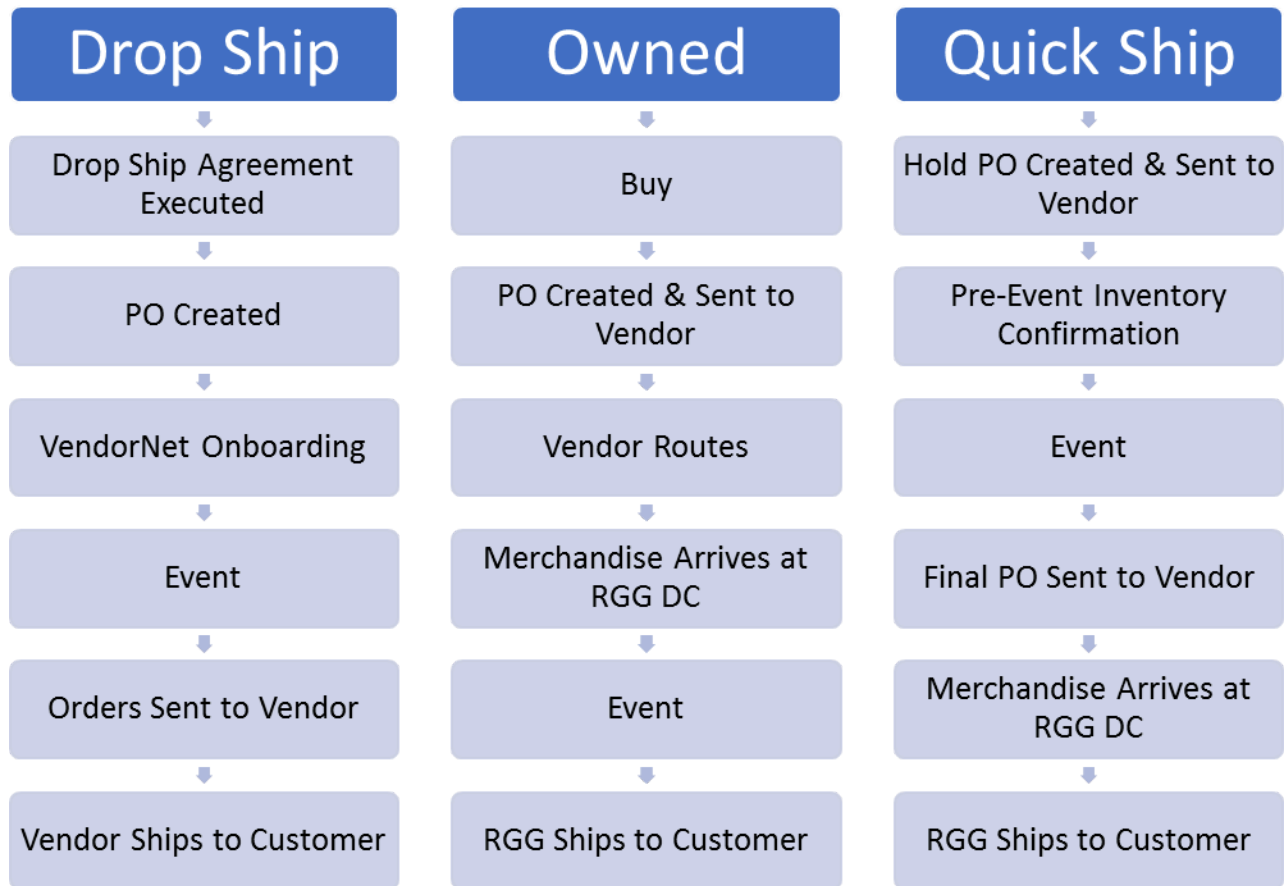 Drop Ship
Drop Ship Agreement
Executed
PO Created
VendorNet Onboarding
Event
Orders Sent to Vendor
Vendor Ships to Customer
Owned
Buy
PO Created & Sent to
Vendor
Vendor Routes
Merchandise Arrives at
RGG DC
Event
RGG Ships to Customer
Quick Ship
Hold PO Created & Sent to
Vendor
Pre-Event Inventory
Confirmation
Event
Final PO Sent to Vendor
Merchandise Arrives at
RGG DC
RGG Ships to Customer